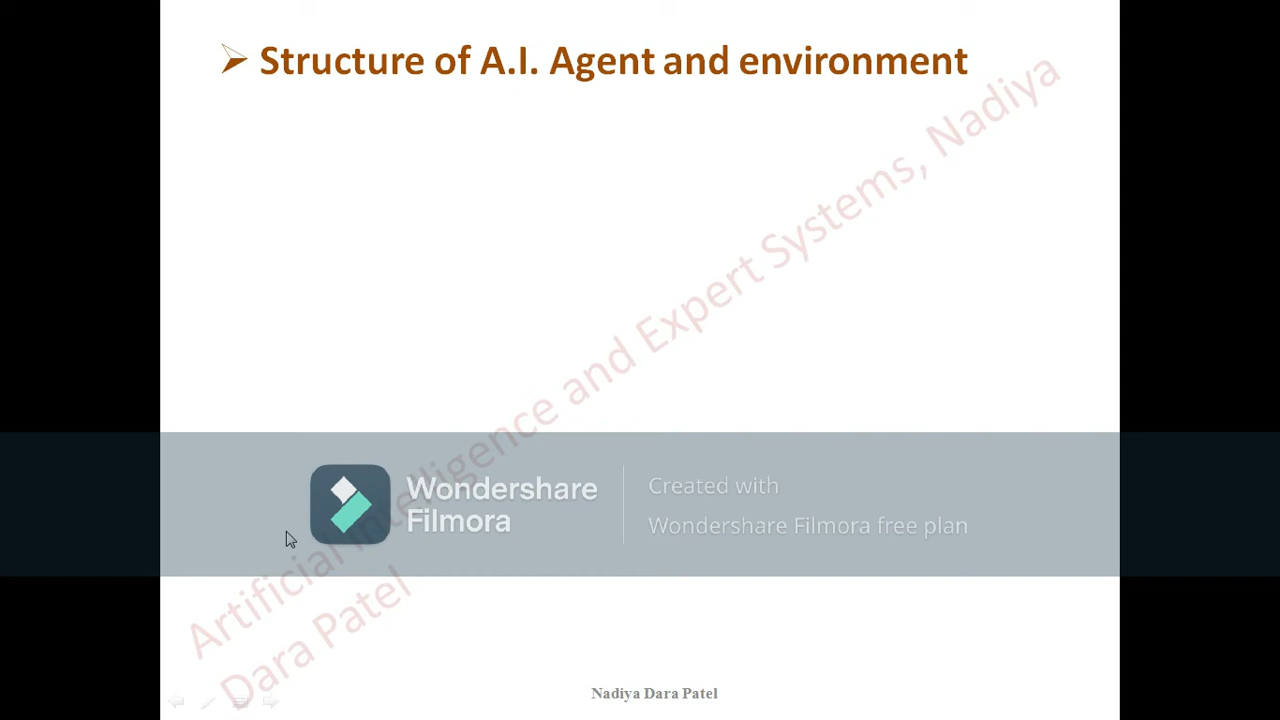 Structure of A.I. Agent and environment
Artificial Intelligence and Expert Systems, Nadiya
Dara Patel
Wondershare
Filmora
Created with
Wondershare Filmora free plan
Nadiya Dara Patel